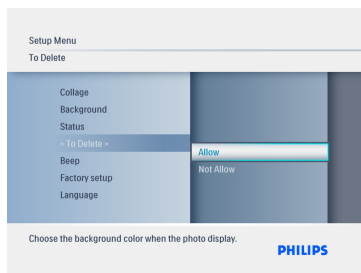 Setup Menu
To Delete
Collage
Background
Status
« To Delete »
Beep
Factory setup
Language
Allow
Not Allow
Choose the background color when the photo display.
PHILIPS